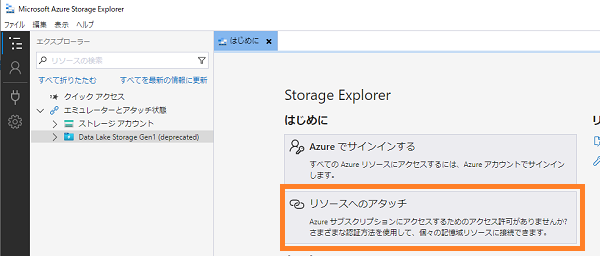 Microsoft Azure Storage Explorer
ファイル 編集 表示 ヘルプ
エクスプローラー
リソースの検索
すべて折りたたむ すべてを最新の情報に更新
クイック アクセス
エミュレーターとアタッチ状態
ストレージ アカウント
Data Lake Storage Gen1 (deprecated)
はじめに
Storage Explorer
はじめに
Azure でサインインする
すべての Azure リソースにアクセスするには、Azure アカウントでサインイン
します。
リソースへのアタッチ
Azure サブスクリプションにアクセスするためのアクセス許可がありませんか?
さまざまな認証方法を使用して、個々の記憶域リソースに接続できます。